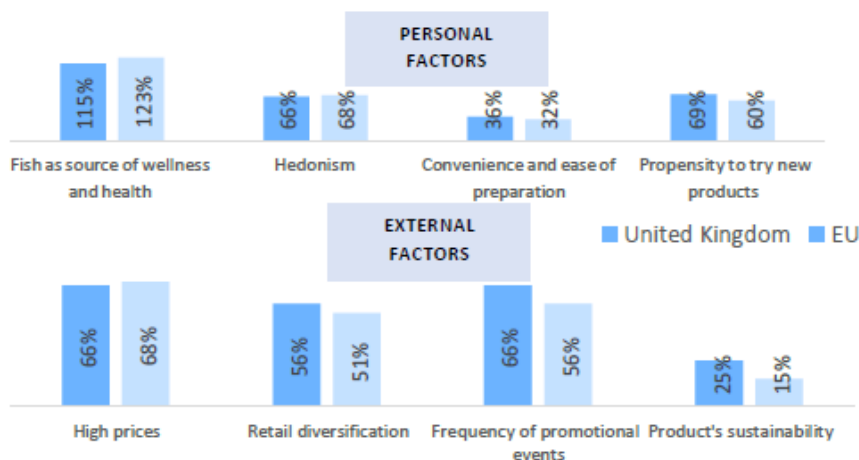 PERSONAL
FACTORS
115%
123%
66%
68%
36%
32%
69%
60%
Fish as source of wellness
and health
Hedonism
Convenience and ease of
preparation
Propensity to try new
products
EXTERNAL
FACTORS
United Kingdom
EU
66%
68%
56%
51%
66%
56%
25%
15%
High prices
Retail diversification
Frequency of promotional
events
Product's sustainability